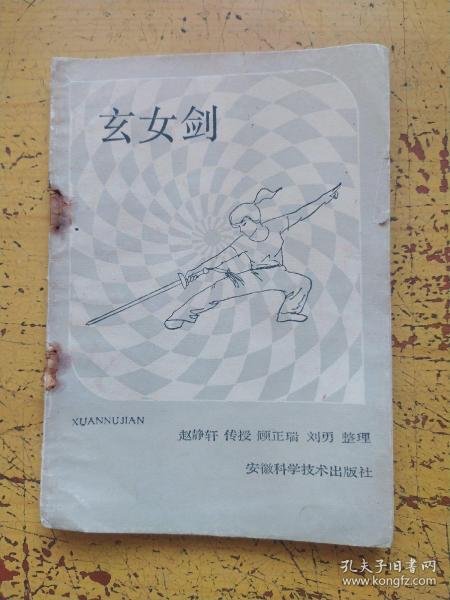 玄女剑
XUANNUJIAN
赵静轩 传授 顾正瑞 刘勇 整理
安徽科学技术出版社
孔夫子旧书网
www.kongfz.com